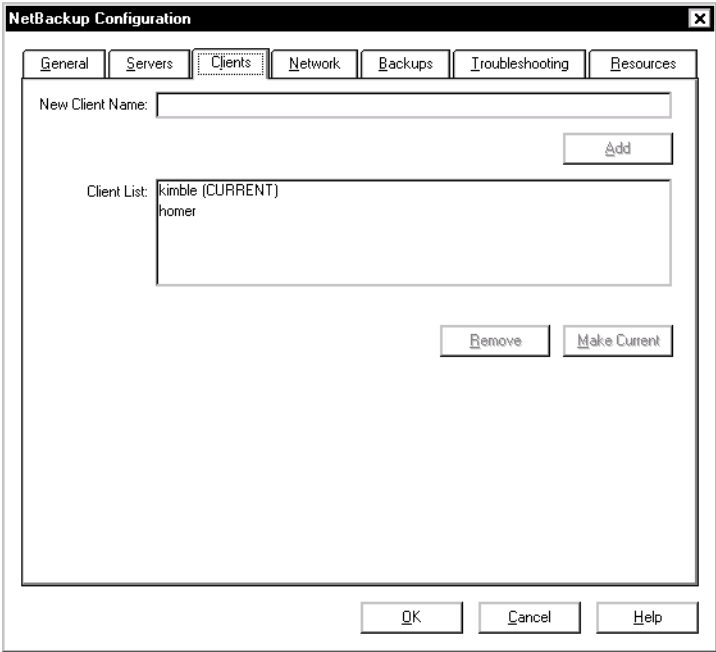 NetBackup Configuration
General Servers Clients Network Backups Troubleshooting Resources
New Client Name:
Add
Client List: kimble (CURRENT)
homer
Remove Make Current
OK Cancel Help